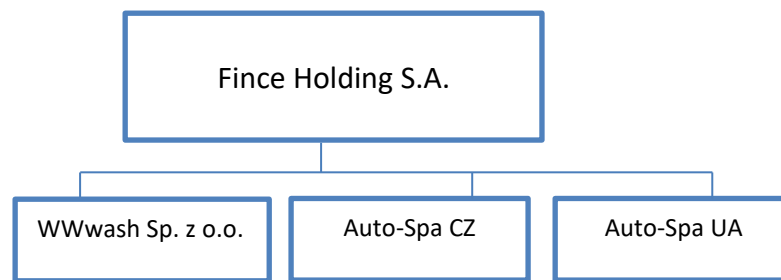 Fince Holding S.A.
WWwash Sp. z o.o.
Auto-Spa CZ
Auto-Spa UA